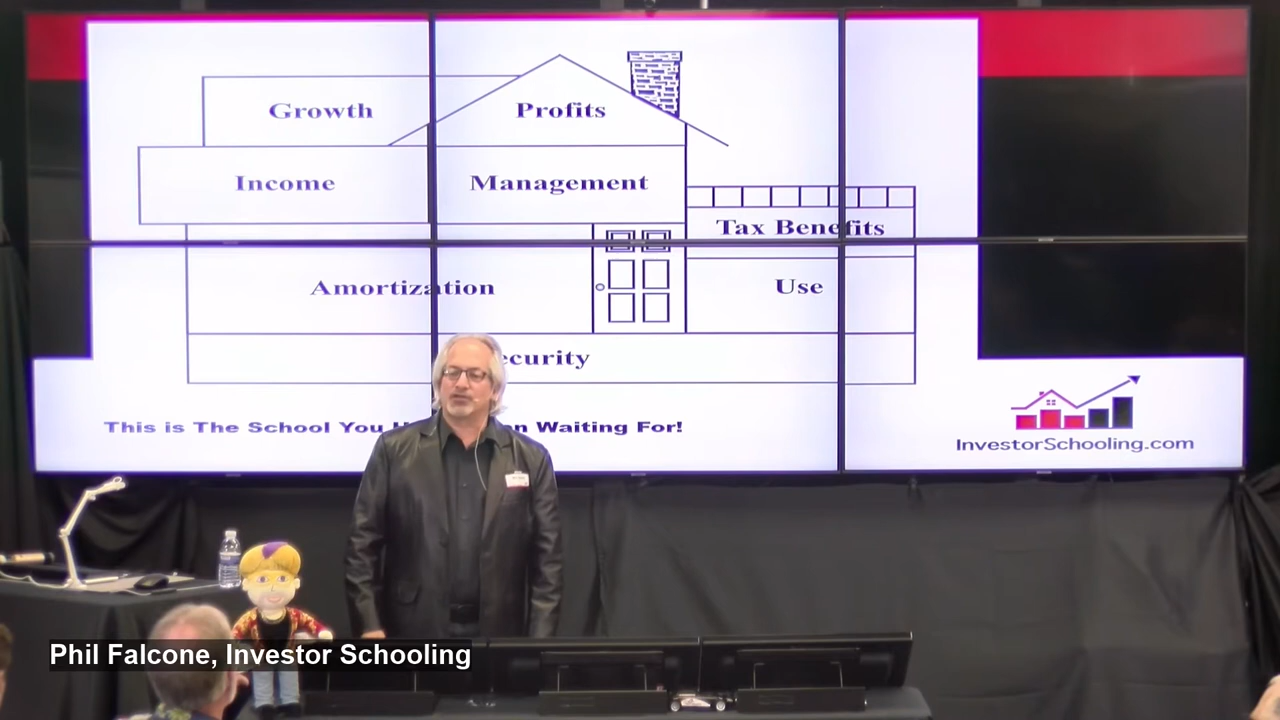 Growth
Profits
Income
Management
Tax Benefits
Amortization
Use
ecurity
This is The School You H n Waiting For!
InvestorSchooling.com
Phil Falcone, Investor Schooling